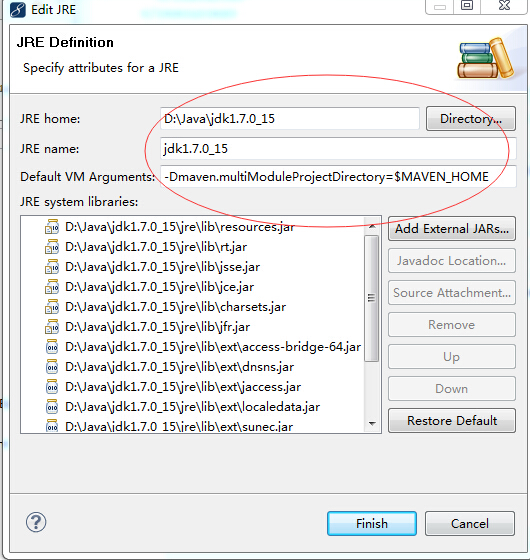 Edit JRE
JRE Definition
Specify attributes for a JRE
JRE home: D:\Java\jdk1.7.0_15 Directory...
JRE name: jdk1.7.0_15
Default VM Arguments: -Dmaven.multiModuleProjectDirectory=$MAVEN_HOME
JRE system libraries:
D:\Java\jdk1.7.0_15\jre\lib\resources.jar
D:\Java\jdk1.7.0_15\jre\lib\rt.jar
D:\Java\jdk1.7.0_15\jre\lib\jsse.jar
D:\Java\jdk1.7.0_15\jre\lib\jce.jar
D:\Java\jdk1.7.0_15\jre\lib\charsets.jar
D:\Java\jdk1.7.0_15\jre\lib\jfr.jar
D:\Java\jdk1.7.0_15\jre\lib\ext\access-bridge-64.jar
D:\Java\jdk1.7.0_15\jre\lib\ext\dnsns.jar
D:\Java\jdk1.7.0_15\jre\lib\ext\jaccess.jar
D:\Java\jdk1.7.0_15\jre\lib\ext\localedata.jar
D:\Java\jdk1.7.0_15\jre\lib\ext\sunec.jar
Add External JARs...
Javadoc Location...
Source Attachment...
Remove
Up
Down
Restore Default
Finish
Cancel